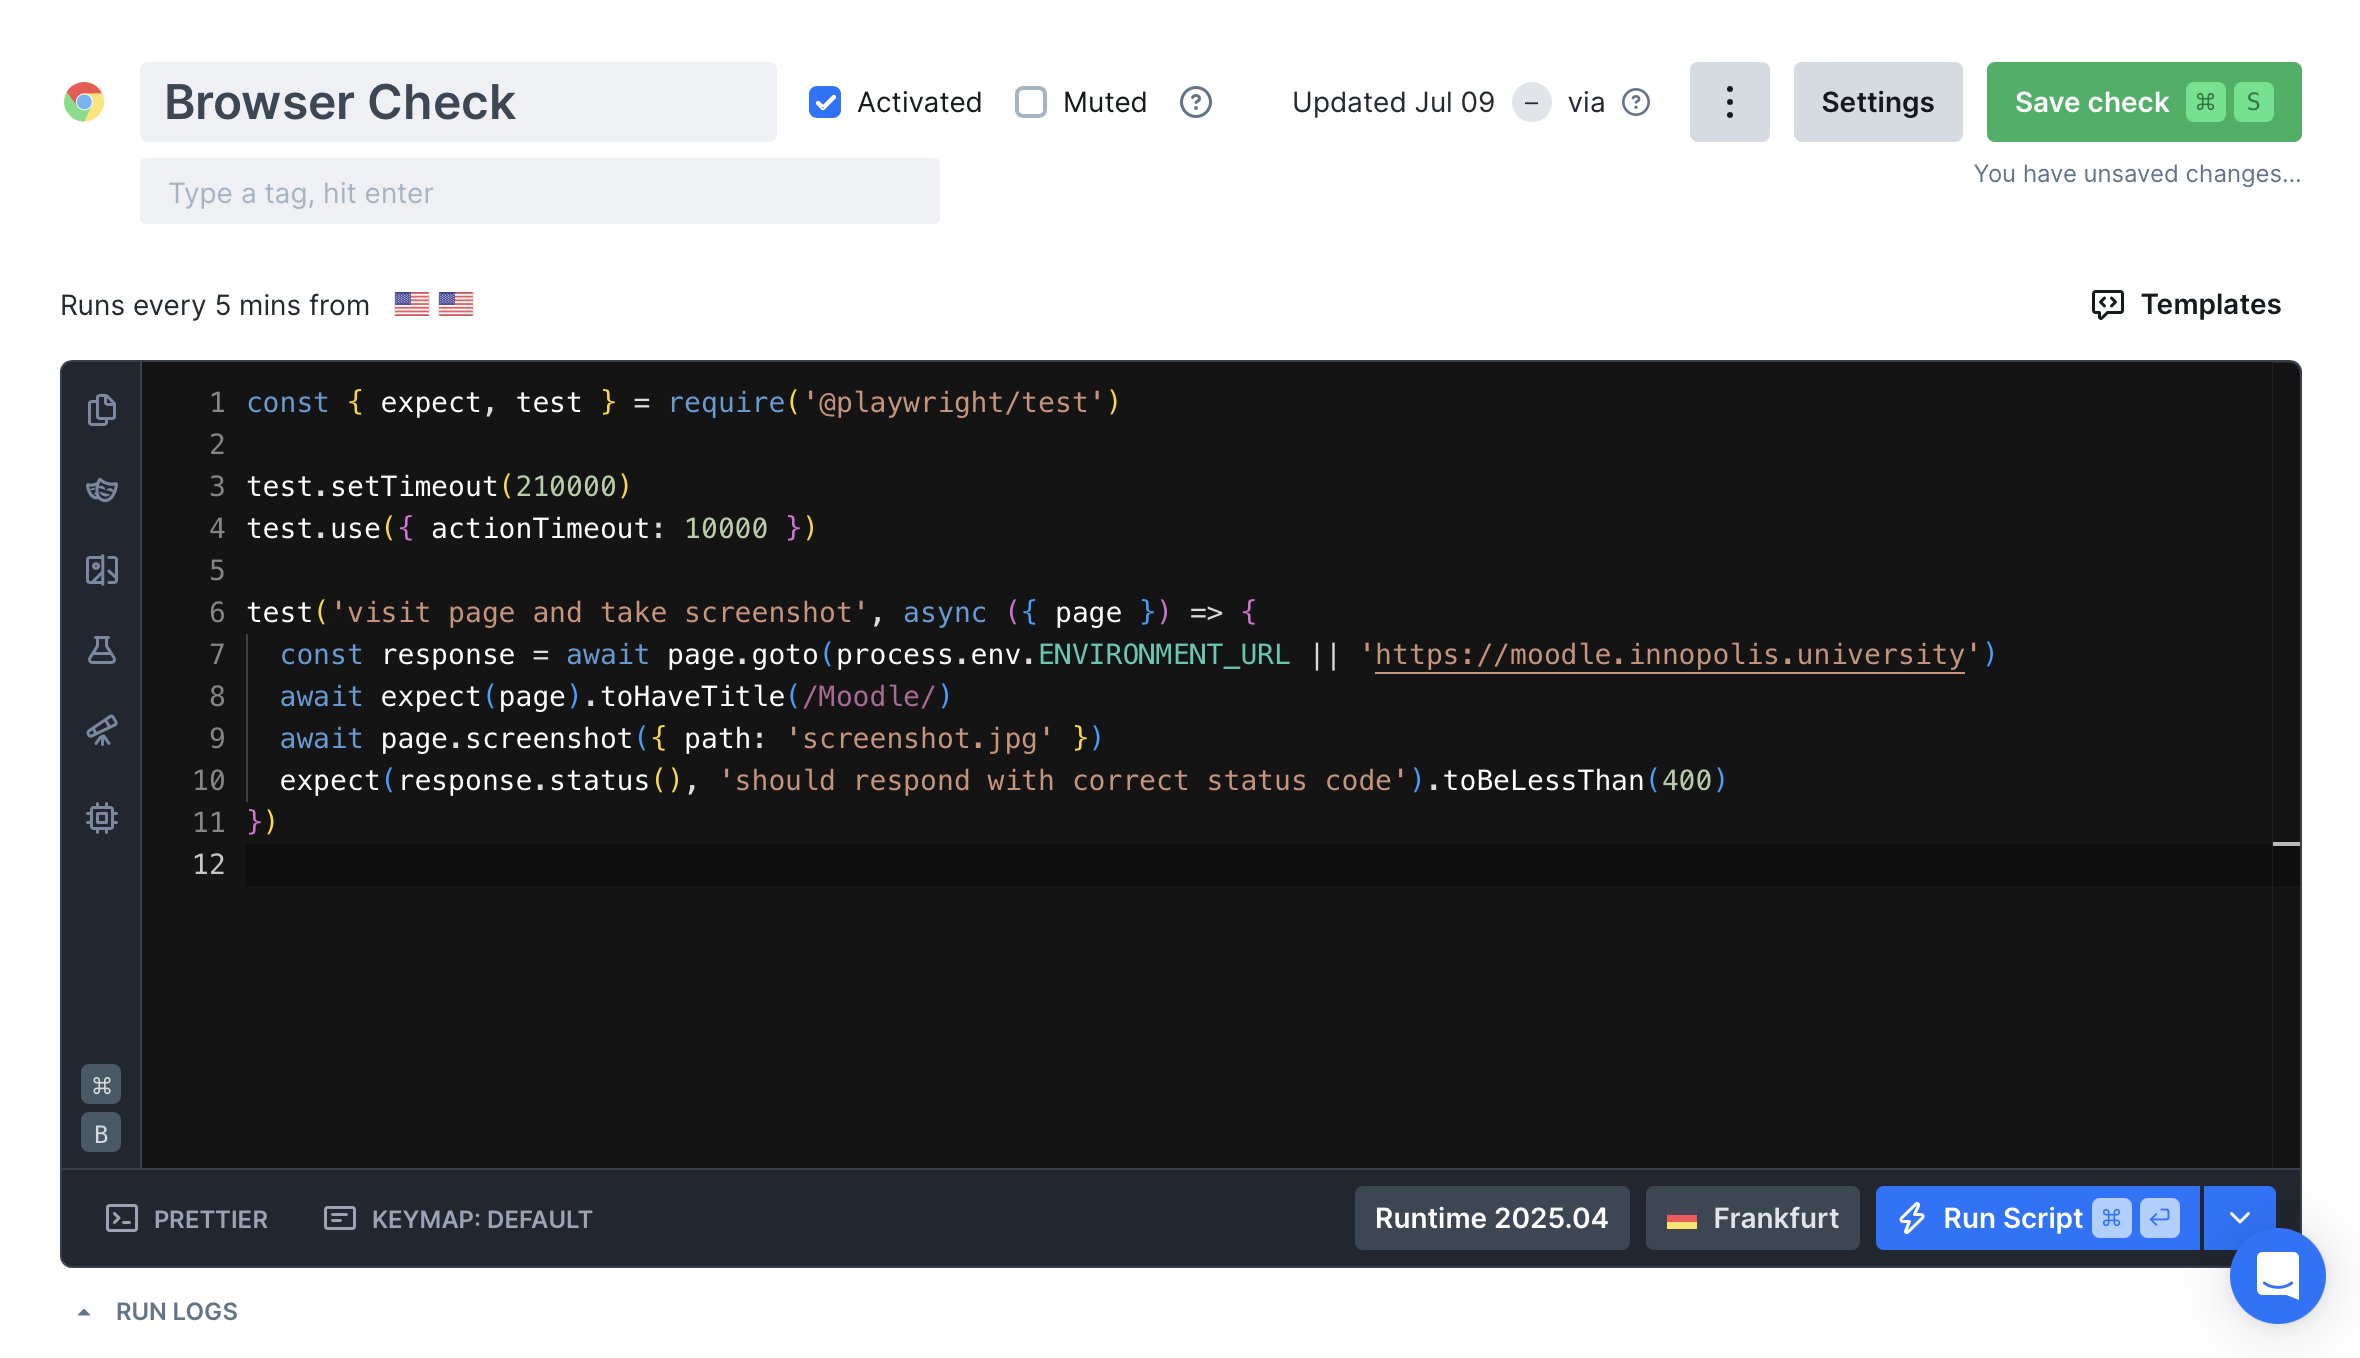 Browser Check
Activated
Muted
?
Updated Jul 09 – via ?
Settings
Save check ⌘ S
You have unsaved changes...
Type a tag, hit enter
Runs every 5 mins from
Templates
1 const { expect, test } = require('@playwright/test')
2
3 test.setTimeout(210000)
4 test.use({ actionTimeout: 10000 })
5
6 test('visit page and take screenshot', async ({ page }) => {
7   const response = await page.goto(process.env.ENVIRONMENT_URL || 'https://moodle.innopolis.university')
8   await expect(page).toHaveTitle(/Moodle/)
9   await page.screenshot({ path: 'screenshot.jpg' })
10   expect(response.status(), 'should respond with correct status code').toBeLessThan(400)
11 })
12
⌘
B
PRETTIER
KEYMAP: DEFAULT
Runtime 2025.04
Frankfurt
Run Script ⌘ ↵
RUN LOGS